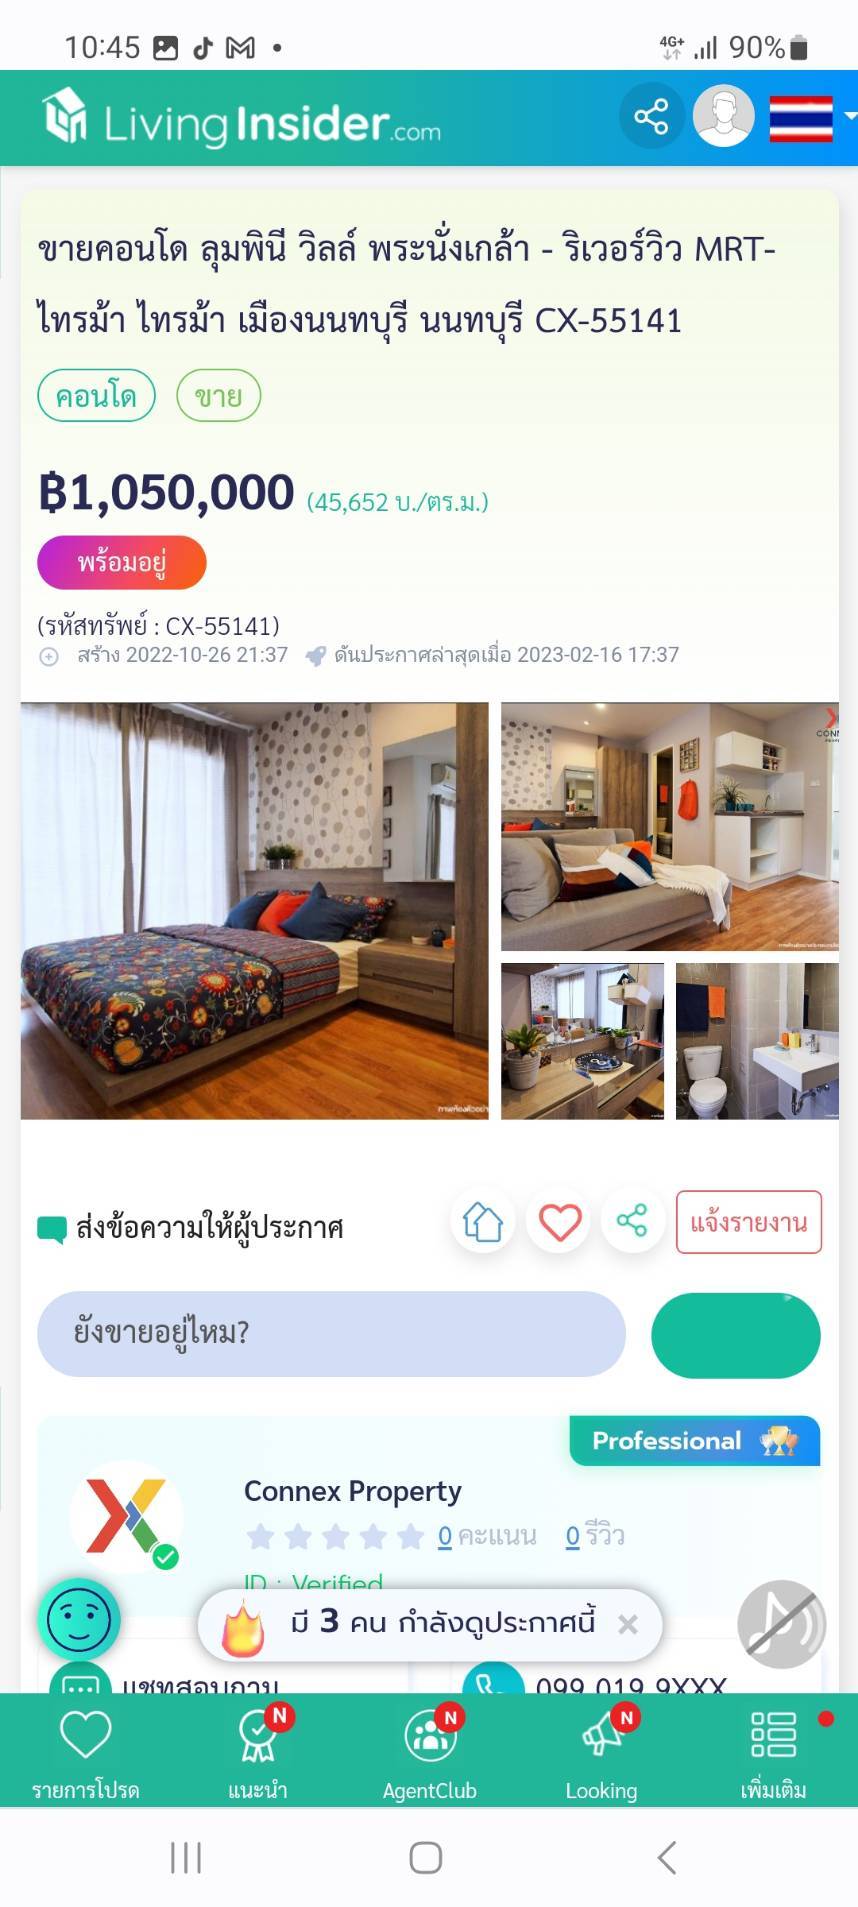 10:45
4G+
90%
LivingInsider.com
ขายคอนโด ลุมพินี วิลล์ พระนั่งเกล้า - ริเวอร์วิว MRT-
ไทรม้า ไทรม้า เมืองนนทบุรี นนทบุรี CX-55141
คอนโด ขาย
฿1,050,000 (45,652 บ./ตร.ม.)
พร้อมอยู่
(รหัสทรัพย์ : CX-55141)
สร้าง 2022-10-26 21:37 ดันประกาศล่าสุดเมื่อ 2023-02-16 17:37
ส่งข้อความให้ผู้ประกาศ
แจ้งรายงาน
ยังขายอยู่ไหม?
Professional
Connex Property
0 คะแนน 0 รีวิว
ID : Verified
มี 3 คน กำลังดูประกาศนี้ ×
แชทสอบถาม
099 019 9XXX
N N N
รายการโปรด แนะนำ AgentClub Looking เพิ่มเติม